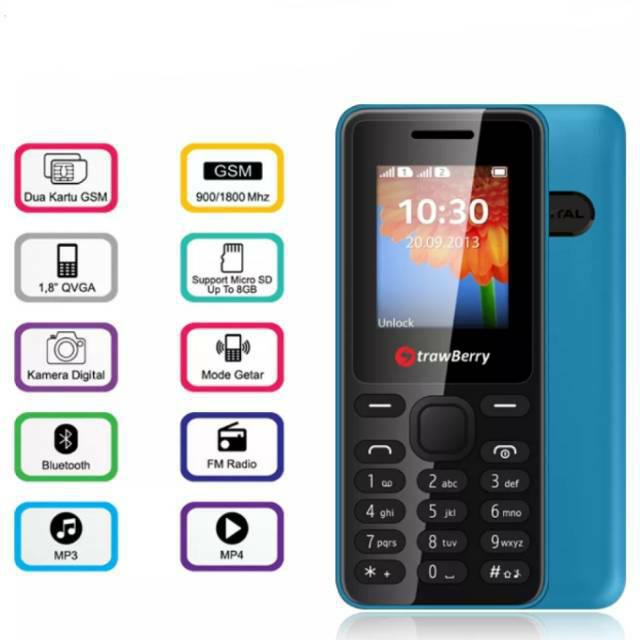 Dua Kartu GSM
GSM
900/1800 Mhz
1,8" QVGA
Support Micro SD
Up To 8GB
Kamera Digital
Mode Getar
Bluetooth
FM Radio
MP3
MP4
1 2
10:30
20.09.2013
Unlock
StrawBerry
1
2 abc
3 def
4 ghi
5 jkl
6 mno
7 pqrs
8 tuv
9 wxyz
* +
0
#